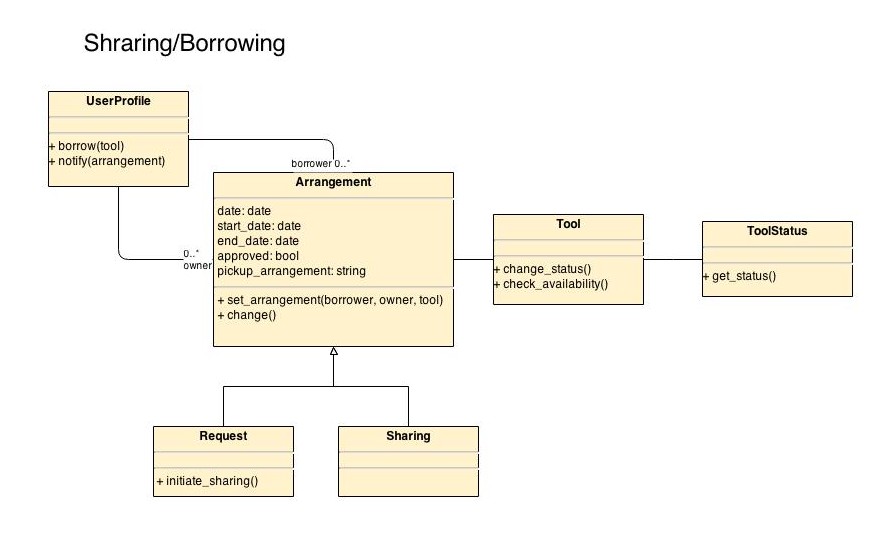 Shraring/Borrowing
UserProfile
+ borrow(tool)
+ notify(arrangement)
borrower 0..*
0..*
owner
Arrangement
date: date
start_date: date
end_date: date
approved: bool
pickup_arrangement: string
+ set_arrangement(borrower, owner, tool)
+ change()
Tool
+ change_status()
+ check_availability()
ToolStatus
+ get_status()
Request
+ initiate_sharing()
Sharing